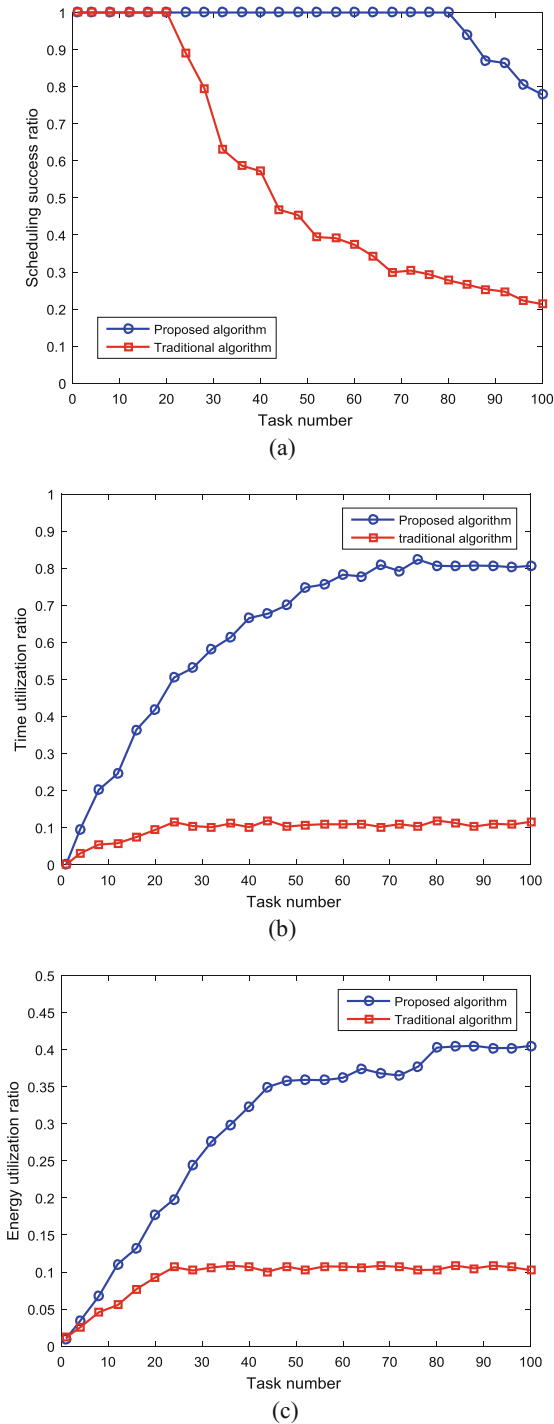 1
0.9
0.8
0.7
0.6
0.5
0.4
0.3
0.2
0.1
0
Scheduling success ratio
Proposed algorithm
Traditional algorithm
0 10 20 30 40 50 60 70 80 90 100
Task number
(a)
1
0.9
0.8
0.7
0.6
0.5
0.4
0.3
0.2
0.1
0
Time utilization ratio
Proposed algorithm
traditional algorithm
0 10 20 30 40 50 60 70 80 90 100
Task number
(b)
0.5
0.45
0.4
0.35
0.3
0.25
0.2
0.15
0.1
0.05
0
Energy utilization ratio
Proposed algorithm
Traditional algorithm
0 10 20 30 40 50 60 70 80 90 100
Task number
(c)